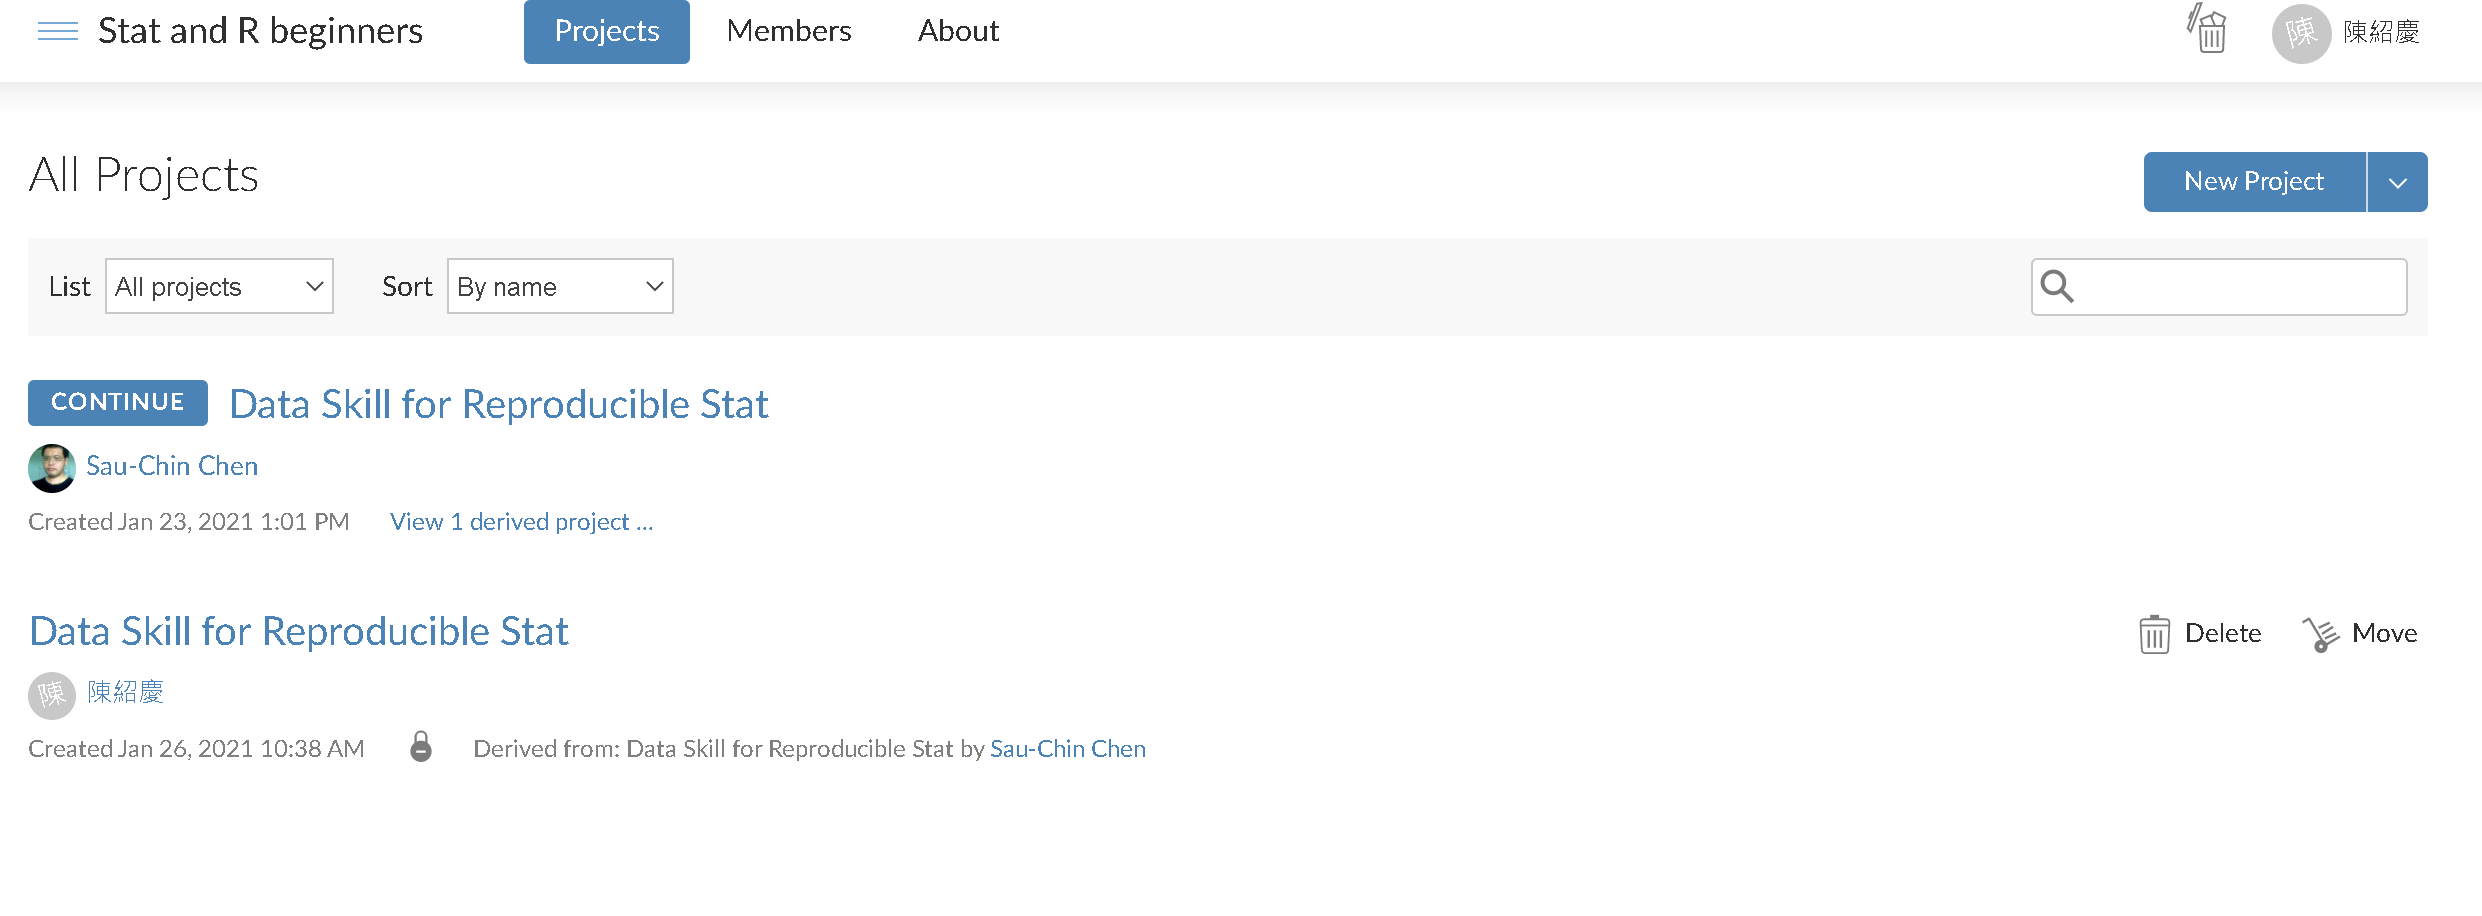 Stat and R beginners Projects Members About 陳 陳紹慶
All Projects
New Project
List All projects Sort By name
CONTINUE Data Skill for Reproducible Stat
Sau-Chin Chen
Created Jan 23, 2021 1:01 PM View 1 derived project ...
Data Skill for Reproducible Stat Delete Move
陳 陳紹慶
Created Jan 26, 2021 10:38 AM Derived from: Data Skill for Reproducible Stat by Sau-Chin Chen